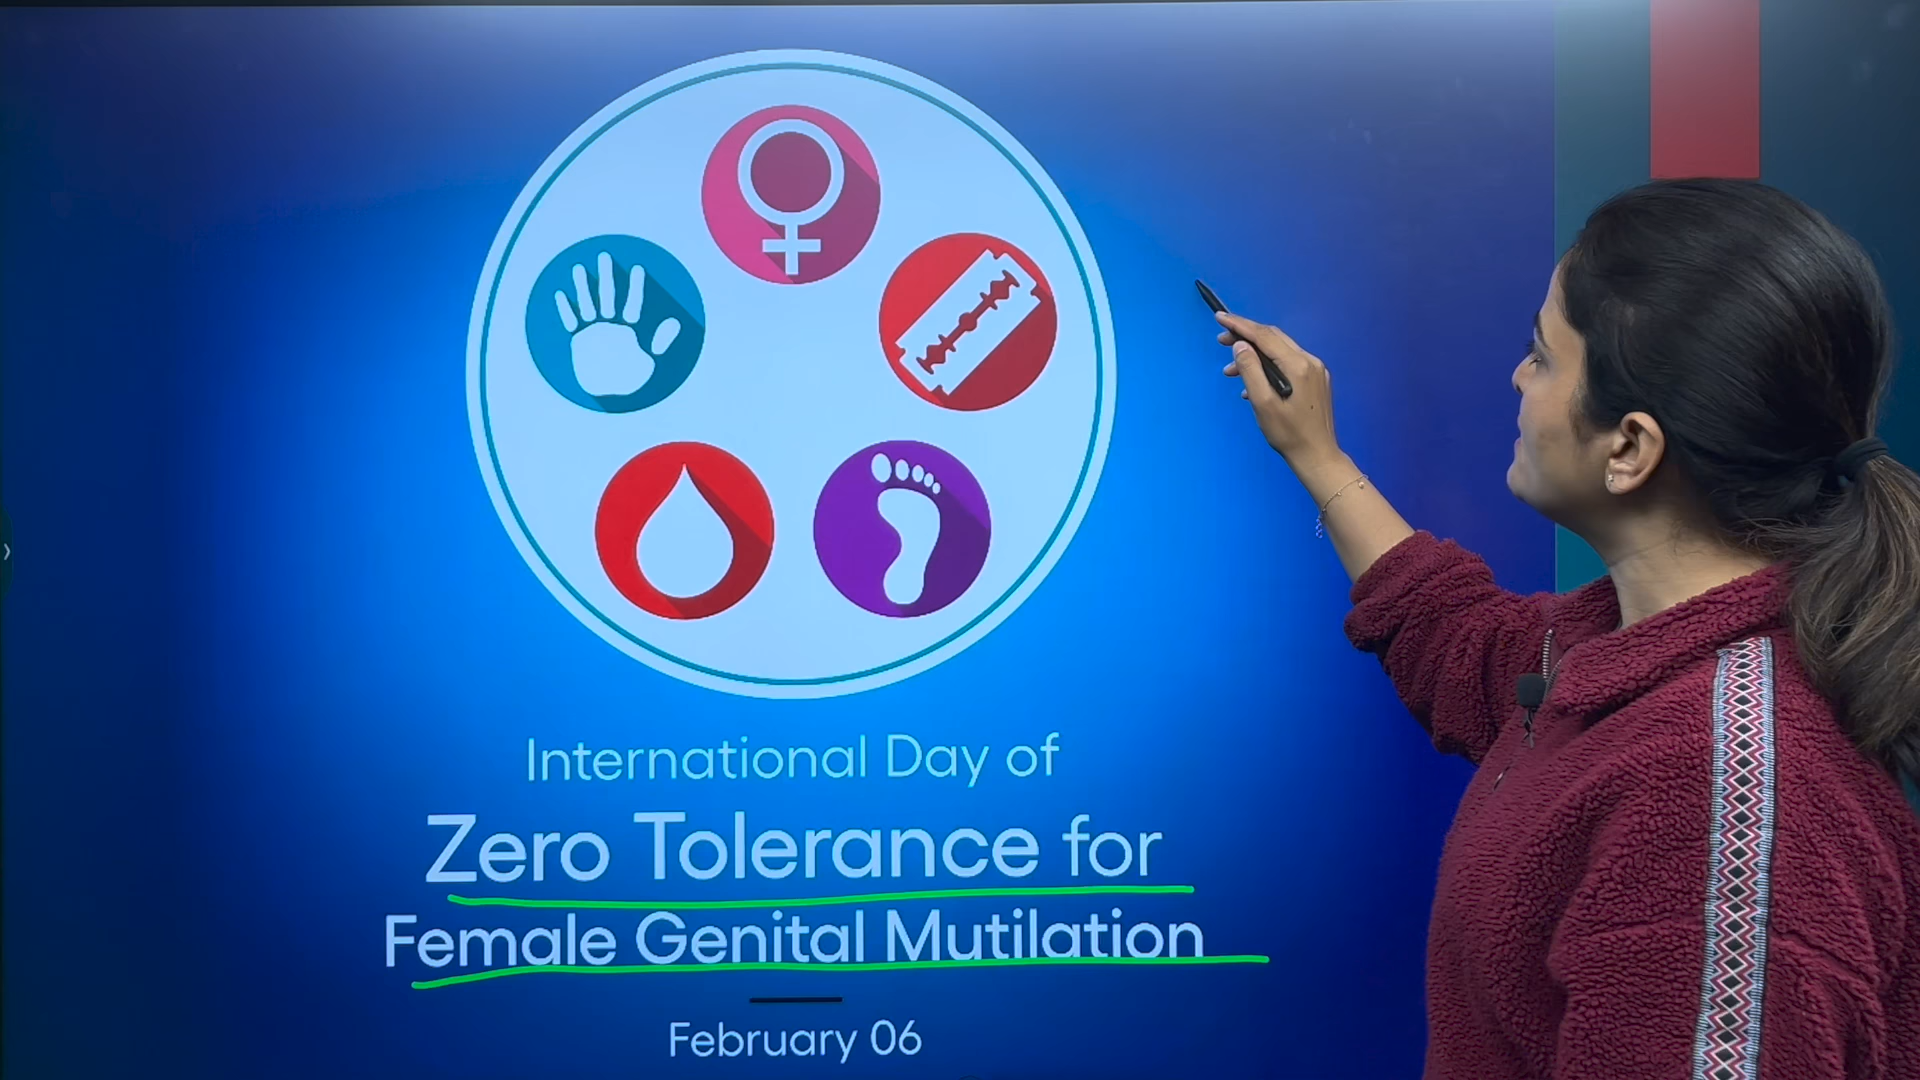 International Day of
Zero Tolerance for
Female Genital Mutilation
February 06